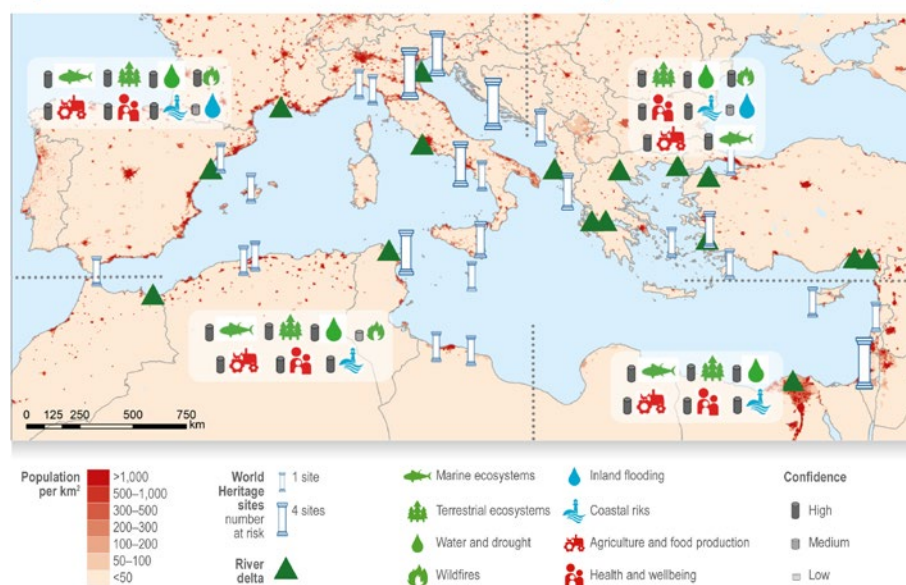 0 125 250 500 750
km
Population
per km²
>1,000
500–1,000
300–500
200–300
100–200
50–100
<50
World
Heritage
sites
number
at risk
1 site
4 sites
River
delta
Marine ecosystems
Terrestrial ecosystems
Water and drought
Wildfires
Inland flooding
Coastal riks
Agriculture and food production
Health and wellbeing
Confidence
High
Medium
Low